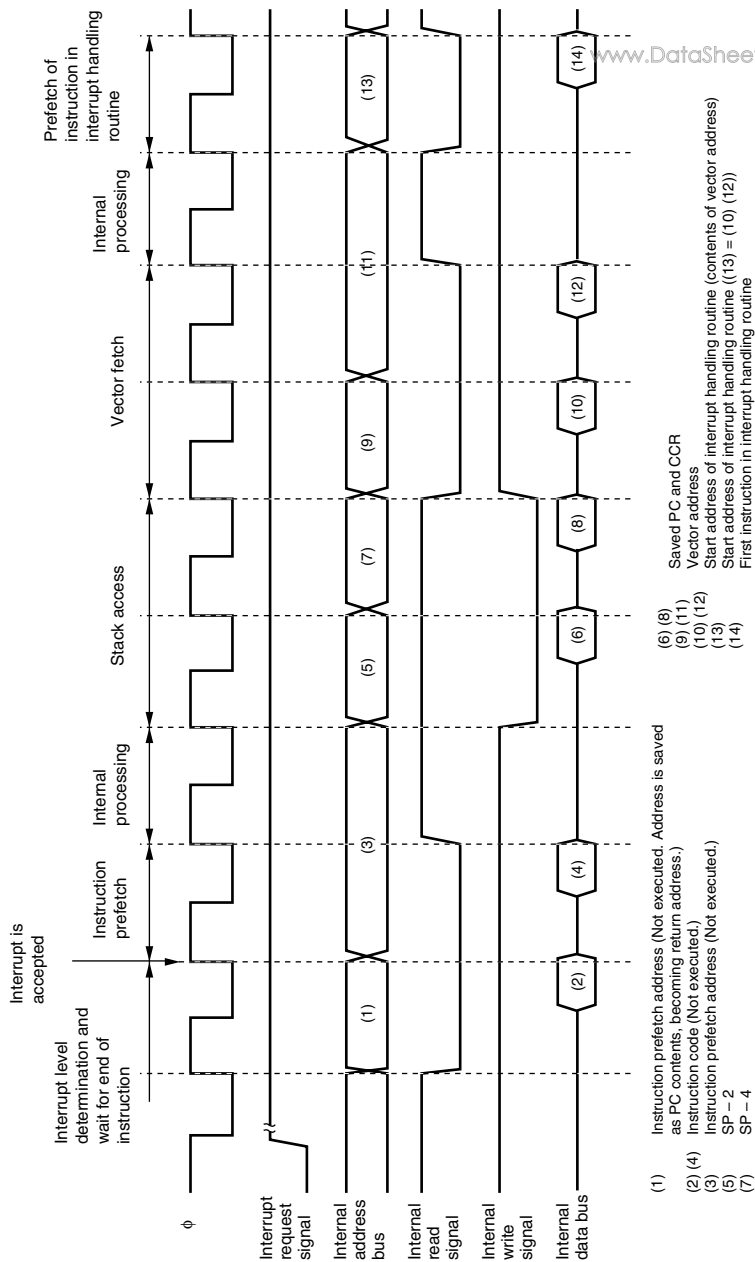 Interrupt is
accepted
Interrupt level
determination and
wait for end of
instruction
Instruction
prefetch
Internal
processing
Stack access
Vector fetch
Internal
processing
Prefetch of
instruction in
interrupt handling
routine
φ
Interrupt
request
signal
Internal
address
bus
(1)
(3)
(5)
(7)
(9)
(11)
(13)
Internal
read
signal
Internal
write
signal
Internal
data bus
(2)
(4)
(6)
(8)
(10)
(12)
(14)
(1) Instruction prefetch address (Not executed. Address is saved
as PC contents, becoming return address.)
(2) (4) Instruction code (Not executed.)
(3) Instruction prefetch address (Not executed.)
(5) SP – 2
(7) SP – 4
(6) (8) Saved PC and CCR
(9) (11) Vector address
(10) (12) Start address of interrupt handling routine (contents of vector address)
(13) Start address of interrupt handling routine ((13) = (10) (12))
(14) First instruction in interrupt handling routine
www.DataShee